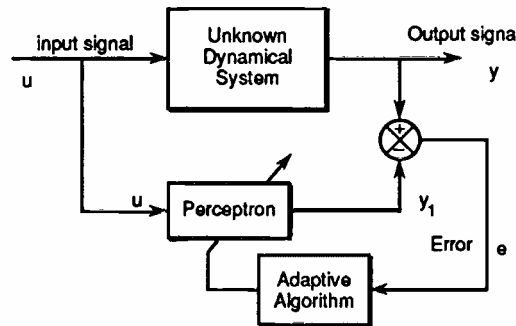 Unknown
Dynamical
System
input signal
u
Output signa
y
+
−
u
Perceptron
y1
Error
e
Adaptive
Algorithm